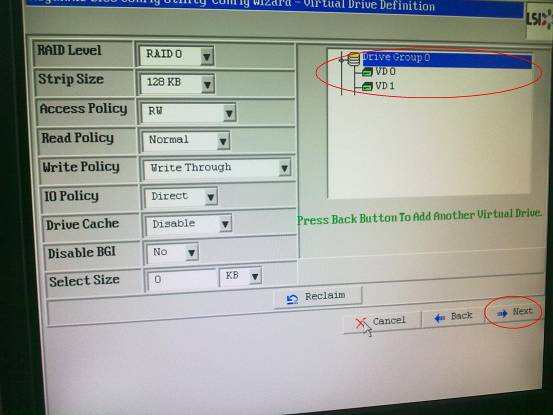 BIOS Config Utility Config Wizard - Virtual Drive Definition
LSI
RAID Level RAID 0
Strip Size 128 KB
Access Policy RW
Read Policy Normal
Write Policy Write Through
IO Policy Direct
Drive Cache Disable
Disable BGI No
Select Size 0 KB
Drive Group 0
VD 0
VD 1
Press Back Button To Add Another Virtual Drive.
Reclaim
Cancel
Back
Next